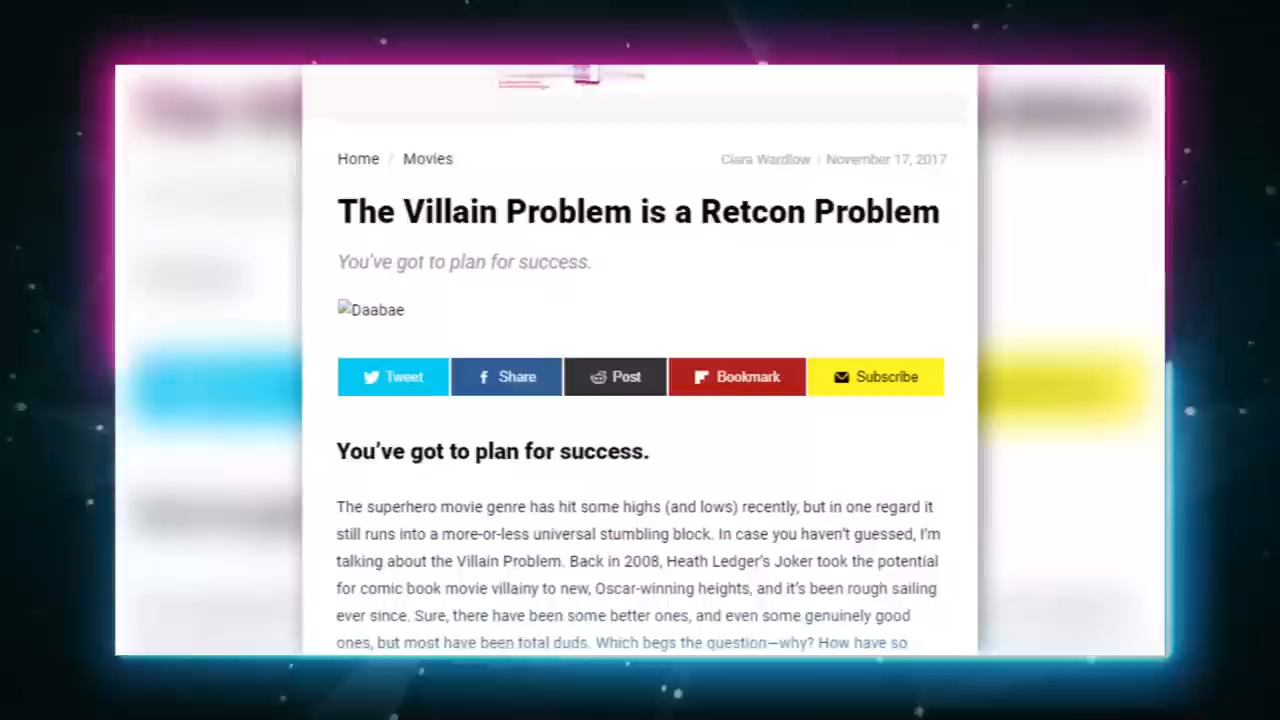 Home / Movies
Ciara Wardlow | November 17, 2017
The Villain Problem is a Retcon Problem
You've got to plan for success.
Daabae
Tweet
Share
Post
Bookmark
Subscribe
You've got to plan for success.
The superhero movie genre has hit some highs (and lows) recently, but in one regard it
still runs into a more-or-less universal stumbling block. In case you haven't guessed, I'm
talking about the Villain Problem. Back in 2008, Heath Ledger's Joker took the potential
for comic book movie villainy to new, Oscar-winning heights, and it's been rough sailing
ever since. Sure, there have been some better ones, and even some genuinely good
ones, but most have been total duds. Which begs the question—why? How have so